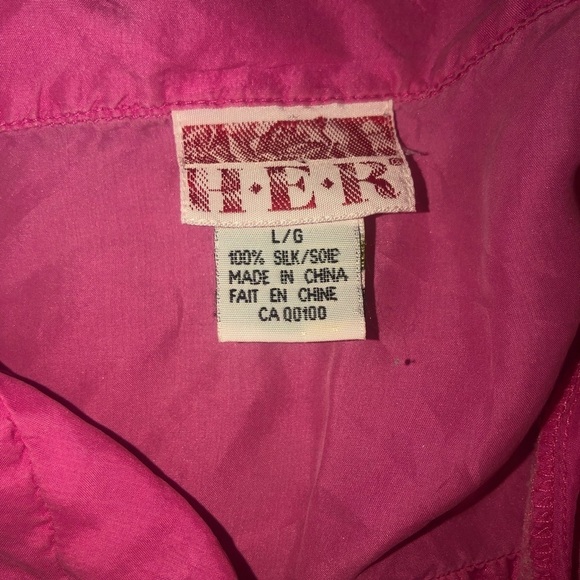 H·E·R
L/G
100% SILK/SOIE
MADE IN CHINA
FAIT EN CHINE
CA 00100